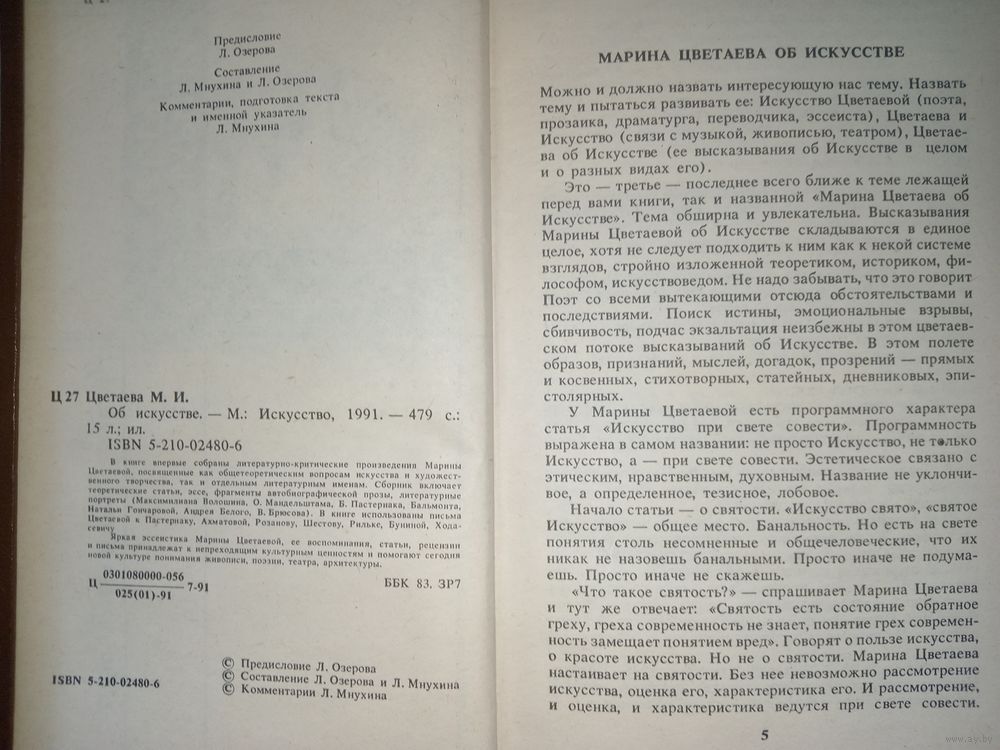 Предисловие
Л. Озерова
Составление
Л. Мнухина и Л. Озерова
Комментарии, подготовка текста
и именной указатель
Л. Мнухина
Ц 27 Цветаева М. И.
Об искусстве. — М.: Искусство, 1991. — 479 с.:
15 л.; ил.
ISBN 5-210-02480-6
В книге впервые собраны литературно-критические произведения Марины
Цветаевой, посвященные как общетеоретическим вопросам искусства и художест-
венного творчества, так и отдельным литературным именам. Сборник включает
теоретические статьи, эссе, фрагменты автобиографической прозы, литературные
портреты (Максимилиана Волошина, О. Мандельштама, Б. Пастернака, Бальмонта,
Натальи Гончаровой, Андрея Белого, В. Брюсова). В книге использованы письма
Цветаевой к Пастернаку, Ахматовой, Розанову, Шестову, Рильке, Буниной, Хода-
севичу
Яркая эссеистика Марины Цветаевой, ее воспоминания, статьи, рецензии
и письма принадлежат к непреходящим культурным ценностям и помогают сегодня
новой культуре понимания живописи, поэзии, театра, архитектуры.
Ц 0301080000-056 7-91
025(01)-91
ББК 83. 3Р7
ISBN 5-210-02480-6
© Предисловие Л. Озерова
© Составление Л. Озерова и Л. Мнухина
© Комментарии Л. Мнухина
МАРИНА ЦВЕТАЕВА ОБ ИСКУССТВЕ
Можно и должно назвать интересующую нас тему. Назвать
тему и пытаться развивать ее: Искусство Цветаевой (поэта,
прозаика, драматурга, переводчика, эссеиста), Цветаева и
Искусство (связи с музыкой, живописью, театром), Цветае-
ва об Искусстве (ее высказывания об Искусстве в целом
и о разных видах его).
Это — третье — последнее всего ближе к теме лежащей
перед вами книги, так и названной «Марина Цветаева об
Искусстве». Тема обширна и увлекательна. Высказывания
Марины Цветаевой об Искусстве складываются в единое
целое, хотя не следует подходить к ним как к некой системе
взглядов, стройно изложенной теоретиком, историком, фи-
лософом, искусствоведом. Не надо забывать, что это говорит
Поэт со всеми вытекающими отсюда обстоятельствами и
последствиями. Поиск истины, эмоциональные взрывы,
сбивчивость, подчас экзальтация неизбежны в этом цветаев-
ском потоке высказываний об Искусстве. В этом полете
образов, признаний, мыслей, догадок, прозрений — прямых
и косвенных, стихотворных, статейных, дневниковых, эпи-
столярных.
У Марины Цветаевой есть программного характера
статья «Искусство при свете совести». Программность
выражена в самом названии: не просто Искусство, не только
Искусство, а — при свете совести. Эстетическое связано с
этическим, нравственным, духовным. Название не уклончи-
вое, а определенное, тезисное, лобовое.
Начало статьи — о святости. «Искусство свято», «святое
Искусство» — общее место. Банальность. Но есть на свете
понятия столь несомненные и общечеловеческие, что их
никак не назовешь банальными. Просто иначе не подума-
ешь. Просто иначе не скажешь.
«Что такое святость?» — спрашивает Марина Цветаева
и тут же отвечает: «Святость есть состояние обратное
греху, греха современность не знает, понятие грех современ-
ность замещает понятием вред». Говорят о пользе искусства,
о красоте искусства. Но не о святости. Марина Цветаева
настаивает на святости. Без нее невозможно рассмотрение
искусства, оценка его, характеристика его. И рассмотрение,
и оценка, и характеристика ведутся при свете совести.
5
www.ay.by